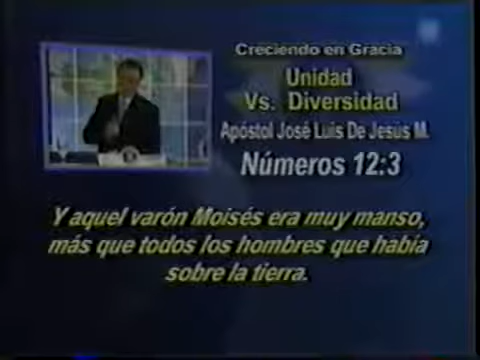 Creciendo en Gracia
Unidad
Vs. Diversidad
Apóstol José Luis De Jesús M.
Números 12:3
Y aquel varón Moisés era muy manso,
más que todos los hombres que había
sobre la tierra.